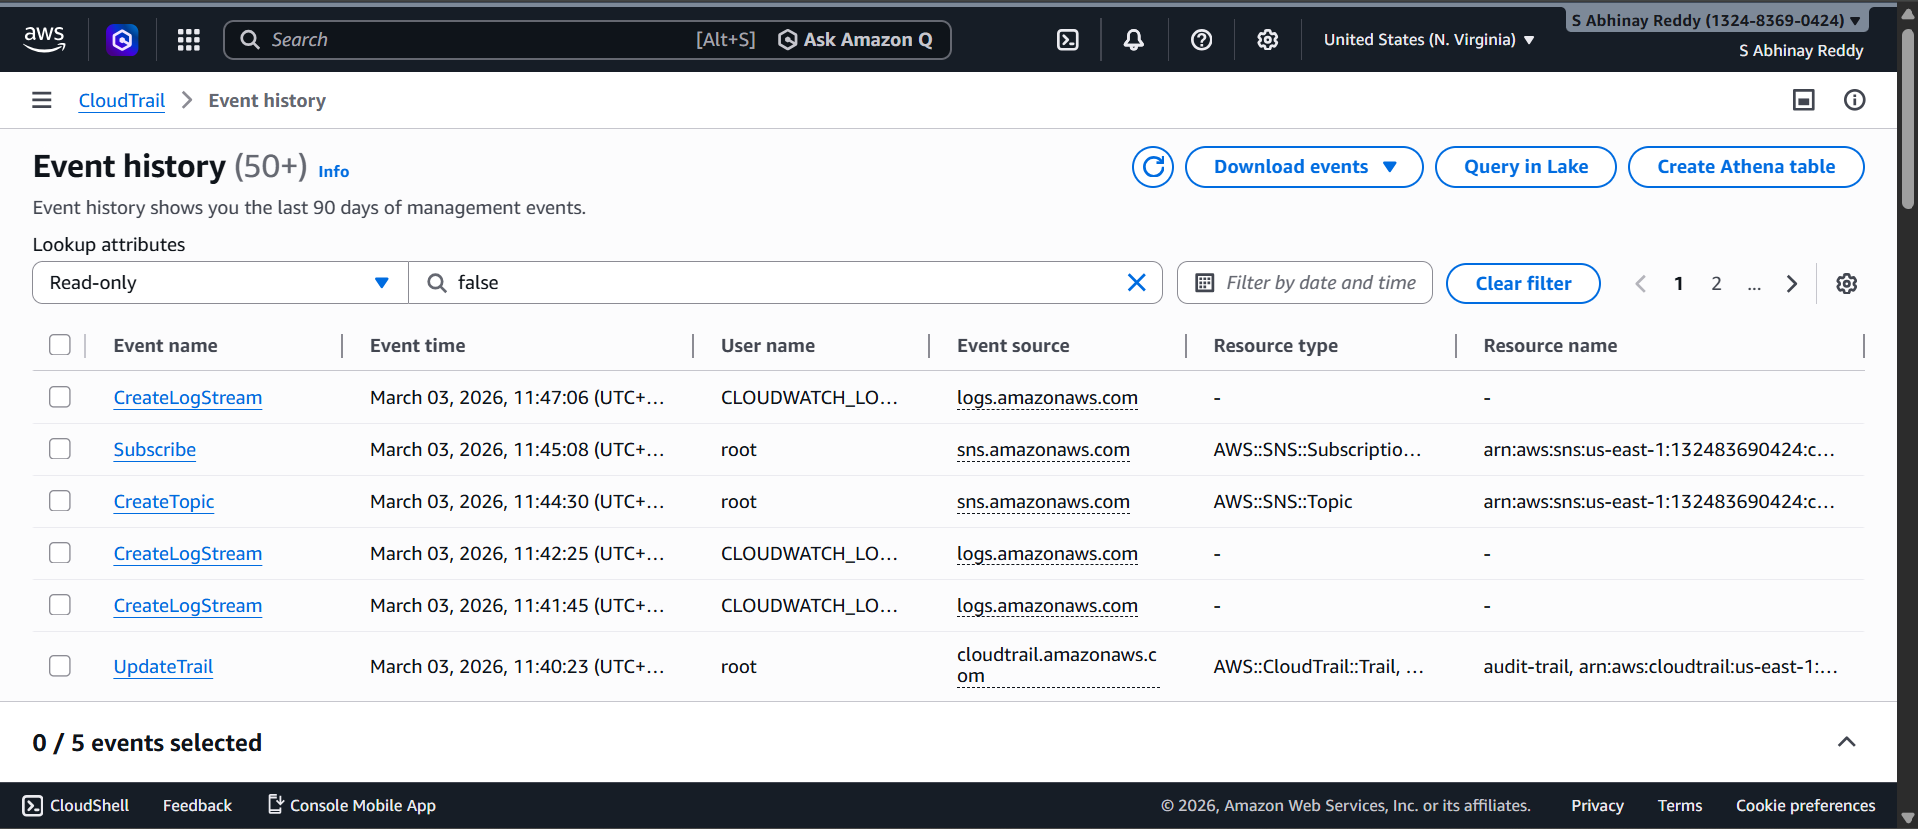 aws
Search [Alt+S] Ask Amazon Q
United States (N. Virginia)
S Abhinay Reddy (1324-8369-0424)
S Abhinay Reddy
CloudTrail > Event history
Event history (50+) Info
Download events
Query in Lake
Create Athena table
Event history shows you the last 90 days of management events.
Lookup attributes
Read-only
false
Filter by date and time
Clear filter
1 2 ...
Event name Event time User name Event source Resource type Resource name
CreateLogStream March 03, 2026, 11:47:06 (UTC+... CLOUDWATCH_LO... logs.amazonaws.com - -
Subscribe March 03, 2026, 11:45:08 (UTC+... root sns.amazonaws.com AWS::SNS::Subscriptio... arn:aws:sns:us-east-1:132483690424:c...
CreateTopic March 03, 2026, 11:44:30 (UTC+... root sns.amazonaws.com AWS::SNS::Topic arn:aws:sns:us-east-1:132483690424:c...
CreateLogStream March 03, 2026, 11:42:25 (UTC+... CLOUDWATCH_LO... logs.amazonaws.com - -
CreateLogStream March 03, 2026, 11:41:45 (UTC+... CLOUDWATCH_LO... logs.amazonaws.com - -
UpdateTrail March 03, 2026, 11:40:23 (UTC+... root cloudtrail.amazonaws.c
om AWS::CloudTrail::Trail, ... audit-trail, arn:aws:cloudtrail:us-east-1:...
0 / 5 events selected
CloudShell Feedback Console Mobile App © 2026, Amazon Web Services, Inc. or its affiliates. Privacy Terms Cookie preferences